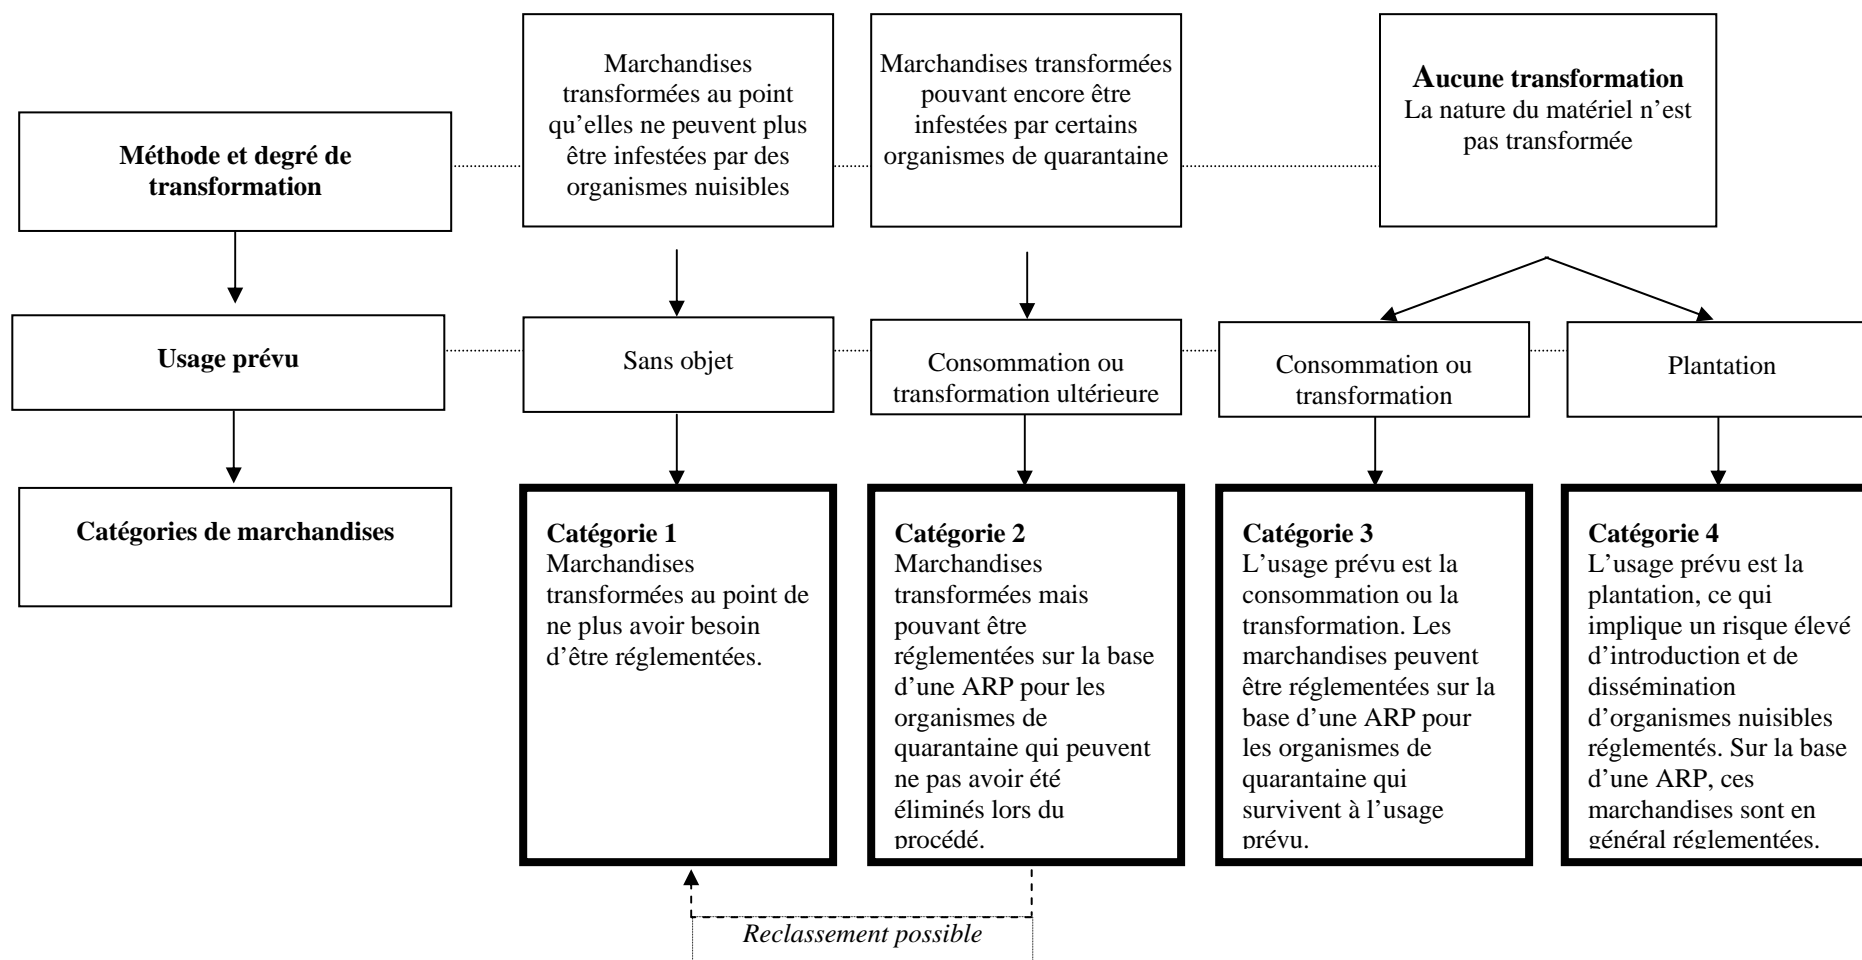 Méthode et degré de
transformation
Marchandises
transformées au point
qu’elles ne peuvent plus
être infestées par des
organismes nuisibles
Marchandises transformées
pouvant encore être
infestées par certains
organismes de quarantaine
Aucune transformation
La nature du matériel n’est
pas transformée
Usage prévu
Sans objet
Consommation ou
transformation ultérieure
Consommation ou
transformation
Plantation
Catégories de marchandises
Catégorie 1
Marchandises
transformées au point de
ne plus avoir besoin
d’être réglementées.
Catégorie 2
Marchandises
transformées mais
pouvant être
réglementées sur la base
d’une ARP pour les
organismes de
quarantaine qui peuvent
ne pas avoir été
éliminés lors du
procédé.
Catégorie 3
L’usage prévu est la
consommation ou la
transformation. Les
marchandises peuvent
être réglementées sur la
base d’une ARP pour
les organismes de
quarantaine qui
survivent à l’usage
prévu.
Catégorie 4
L’usage prévu est la
plantation, ce qui
implique un risque élevé
d’introduction et de
dissémination
d’organismes nuisibles
réglementés. Sur la base
d’une ARP, ces
marchandises sont en
général réglementées.
Reclassement possible